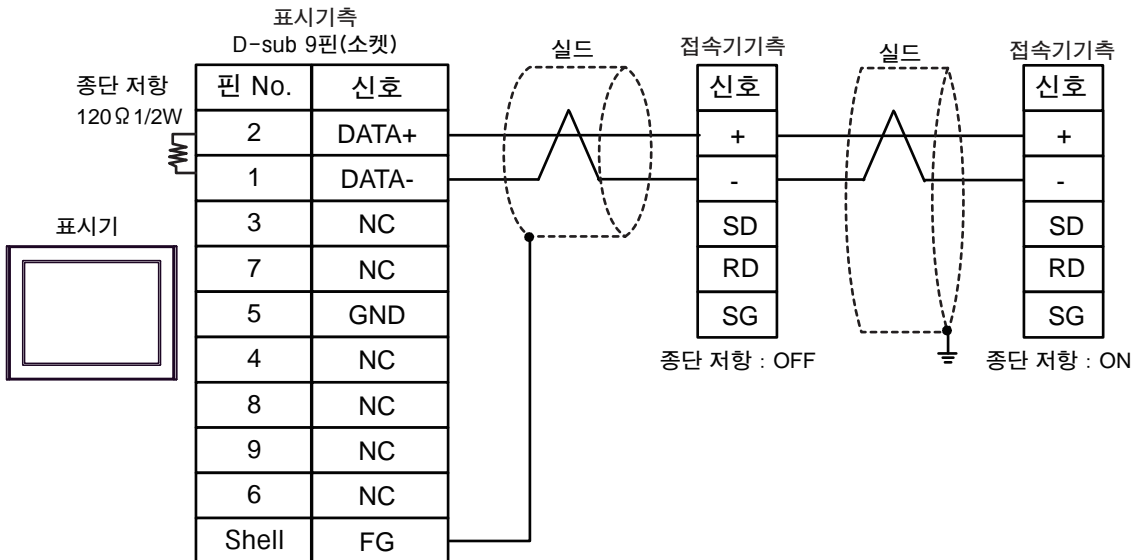 표시기측
D-sub 9핀(소켓)
종단 저항
120Ω 1/2W
핀 No. 신호
2 DATA+
1 DATA-
3 NC
7 NC
5 GND
4 NC
8 NC
9 NC
6 NC
Shell FG
표시기
실드
접속기기측
신호
+
-
SD
RD
SG
종단 저항 : OFF
실드
접속기기측
신호
+
-
SD
RD
SG
종단 저항 : ON